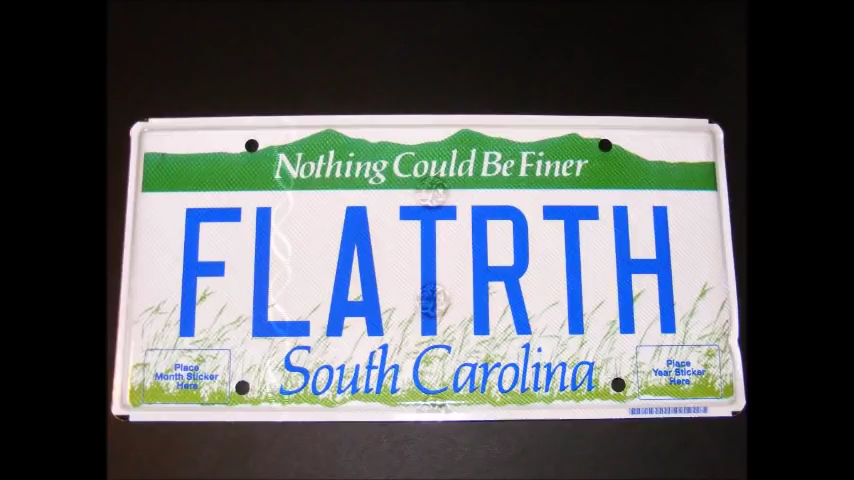 Nothing Could Be Finer
FLATRTH
South Carolina
Place
Month Sticker
Here
Place
Year Sticker
Here